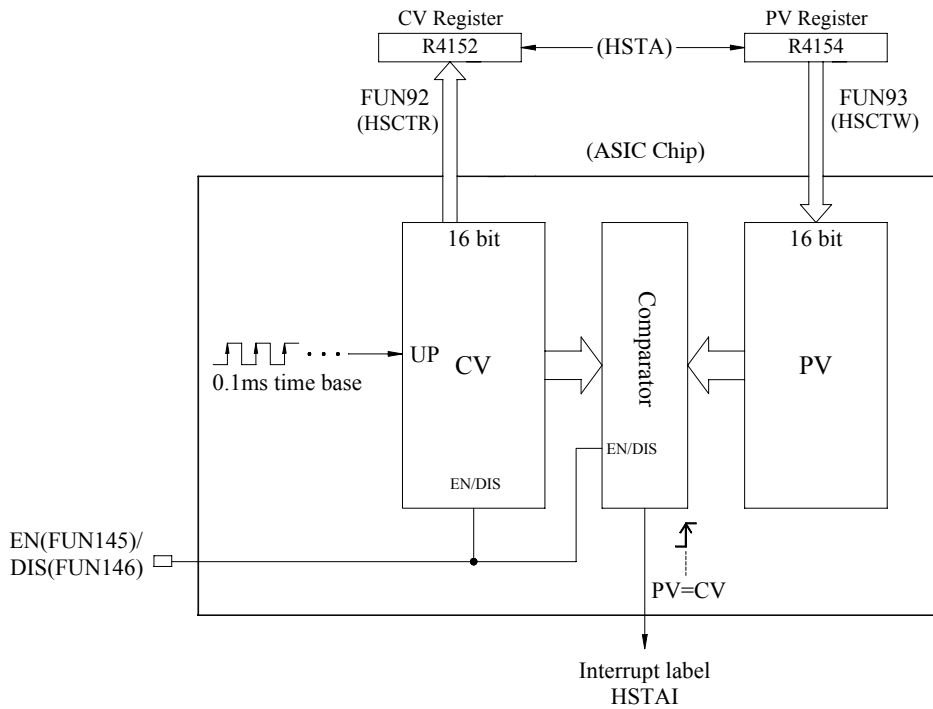 CV Register
PV Register
R4152
(HSTA)
R4154
FUN92
(HSCTR)
FUN93
(HSCTW)
(ASIC Chip)
16 bit
16 bit
Comparator
UP
CV
PV
0.1ms time base
EN/DIS
EN/DIS
EN(FUN145)/
DIS(FUN146)
PV=CV
Interrupt label
HSTAI